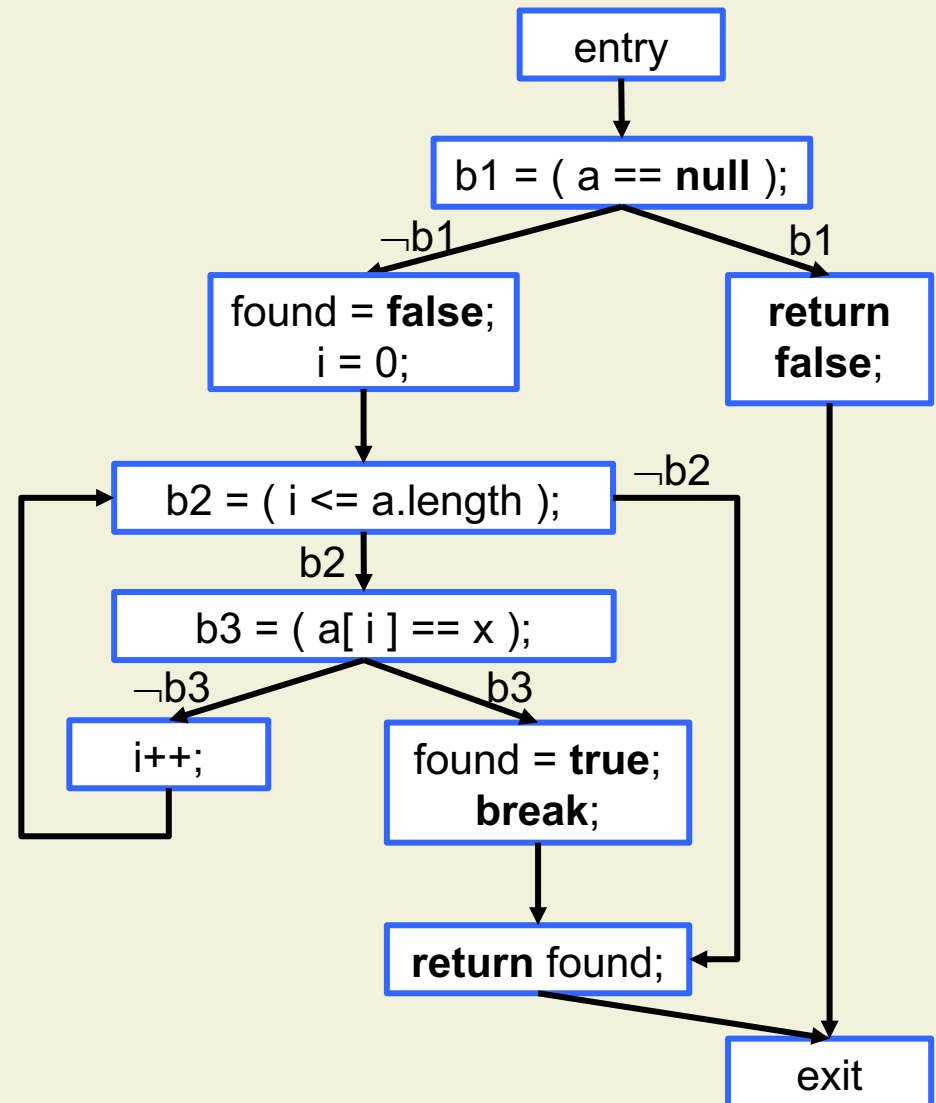 entry
b1 = ( a == null );
¬b1
b1
found = false;
i = 0;
return
false;
b2 = ( i <= a.length );
¬b2
b2
b3 = ( a[ i ] == x );
¬b3
b3
i++;
found = true;
break;
return found;
exit